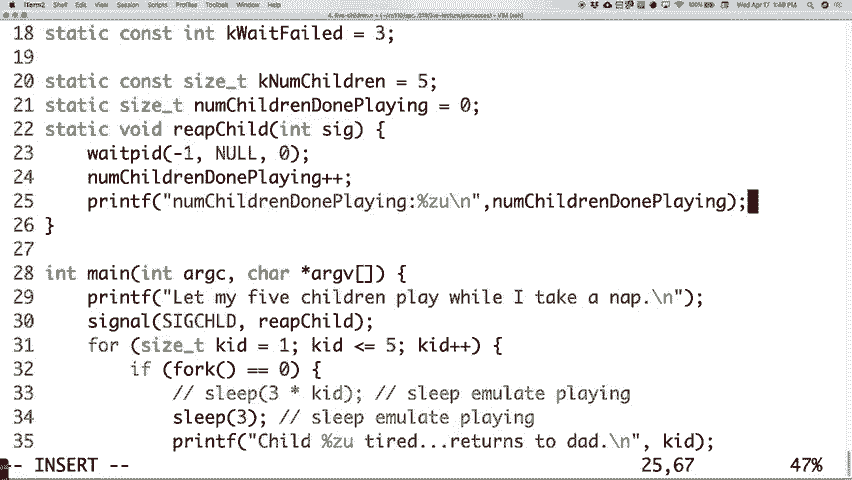 iTerm2 Shell Edit View Session Scripts Profiles Toolbelt Window Help 100% Wed Apr 17 1:49 PM
18 static const int kWaitFailed = 3;
19
20 static const size_t kNumChildren = 5;
21 static size_t numChildrenDonePlaying = 0;
22 static void reapChild(int sig) {
23     waitpid(-1, NULL, 0);
24     numChildrenDonePlaying++;
25     printf("numChildrenDonePlaying:%zu\n",numChildrenDonePlaying);
26 }
27
28 int main(int argc, char *argv[]) {
29     printf("Let my five children play while I take a nap.\n");
30     signal(SIGCHLD, reapChild);
31     for (size_t kid = 1; kid <= 5; kid++) {
32         if (fork() == 0) {
33             // sleep(3 * kid); // sleep emulate playing
34             sleep(3); // sleep emulate playing
35             printf("Child %zu tired...returns to dad.\n", kid);
-- INSERT -- 25,67 47%